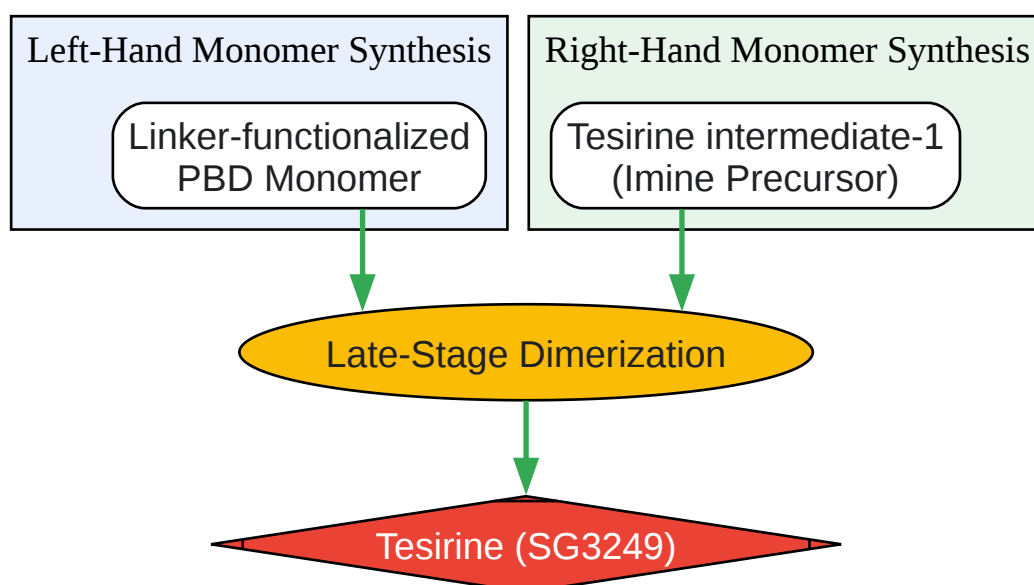 Left-Hand Monomer Synthesis
Linker-functionalized
PBD Monomer
Right-Hand Monomer Synthesis
Tesirine intermediate-1
(Imine Precursor)
Late-Stage Dimerization
Tesirine (SG3249)